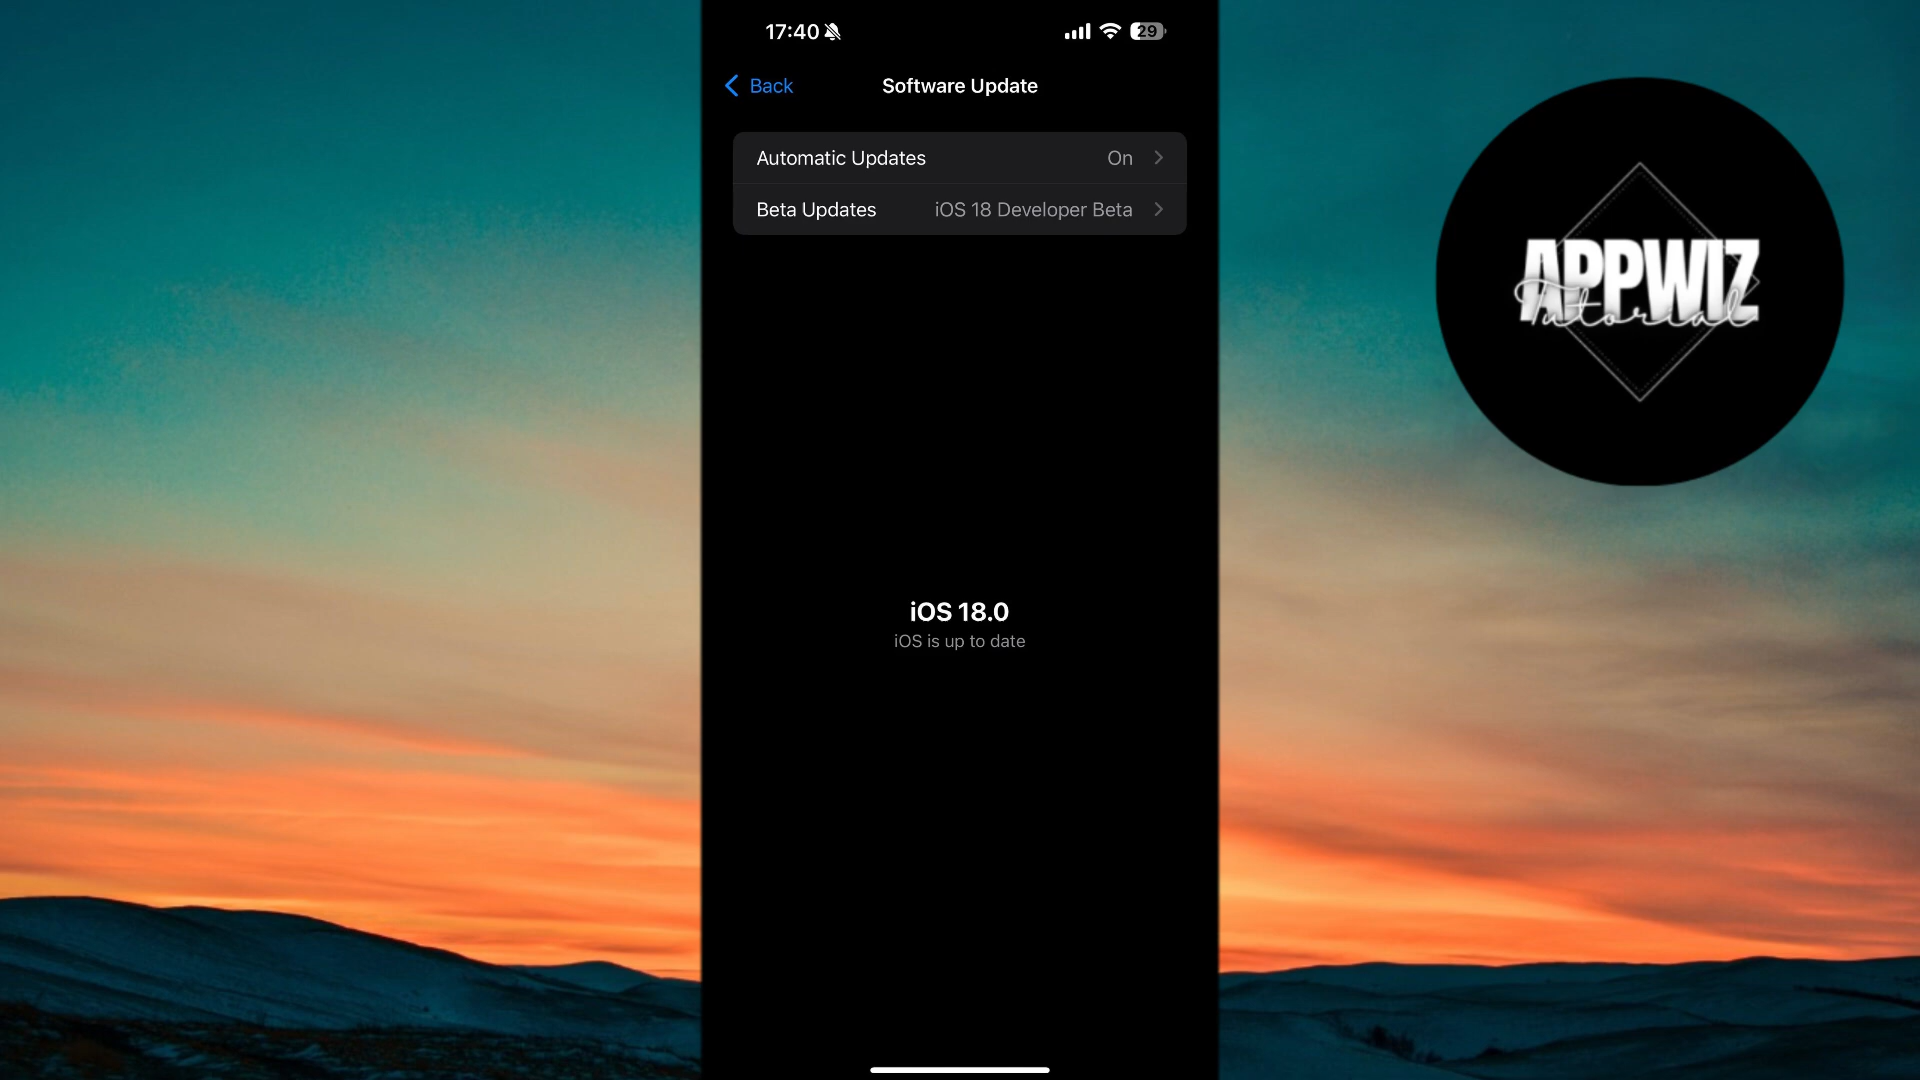 17:40
29
Back
Software Update
Automatic Updates On
Beta Updates iOS 18 Developer Beta
APPWIZ
Tutorial
iOS 18.0
iOS is up to date